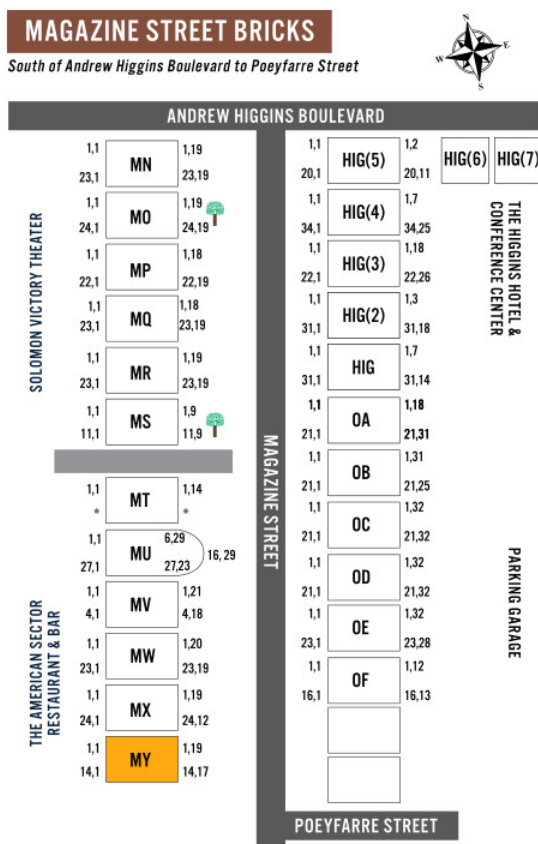 MAGAZINE STREET BRICKS
South of Andrew Higgins Boulevard to Poeyfarre Street
N
W E
S
ANDREW HIGGINS BOULEVARD
SOLOMON VICTORY THEATER
1,1 MN 1,19
23,1 23,19
1,1 MO 1,19
24,1 24,19
1,1 MP 1,18
22,1 22,19
1,1 MQ 1,18
23,1 23,19
1,1 MR 1,19
23,1 23,19
1,1 MS 1,9
11,1 11,9
THE AMERICAN SECTOR
RESTAURANT & BAR
1,1 MT 1,14
* *
1,1 MU 6,29
16, 29
27,1 27,23
1,1 MV 1,21
4,1 4,18
1,1 MW 1,20
23,1 23,19
1,1 MX 1,19
24,1 24,12
1,1 MY 1,19
14,1 14,17
MAGAZINE STREET
1,1 HIG(5) 1,2 HIG(6) HIG(7)
20,1 20,11
1,1 HIG(4) 1,7
34,1 34,25
1,1 HIG(3) 1,18
22,1 22,26
1,1 HIG(2) 1,3
31,1 31,18
1,1 HIG 1,7
31,1 31,14
1,1 OA 1,18
21,1 21,31
1,1 OB 1,31
21,1 21,25
1,1 OC 1,32
21,1 21,32
1,1 OD 1,32
21,1 21,32
1,1 OE 1,32
23,1 23,28
1,1 OF 1,12
16,1 16,13
THE HIGGINS HOTEL &
CONFERENCE CENTER
PARKING GARAGE
POEYFARRE STREET